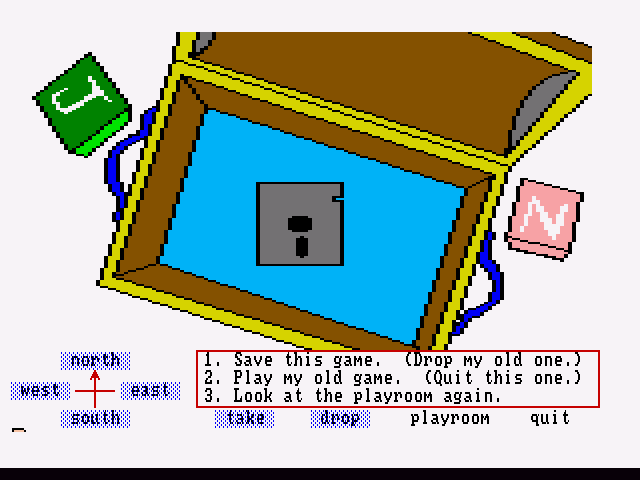 J
N
1. Save this game.  (Drop my old one.)
2. Play my old game.  (Quit this one.)
3. Look at the playroom again.
north
west east
south
take drop playroom quit